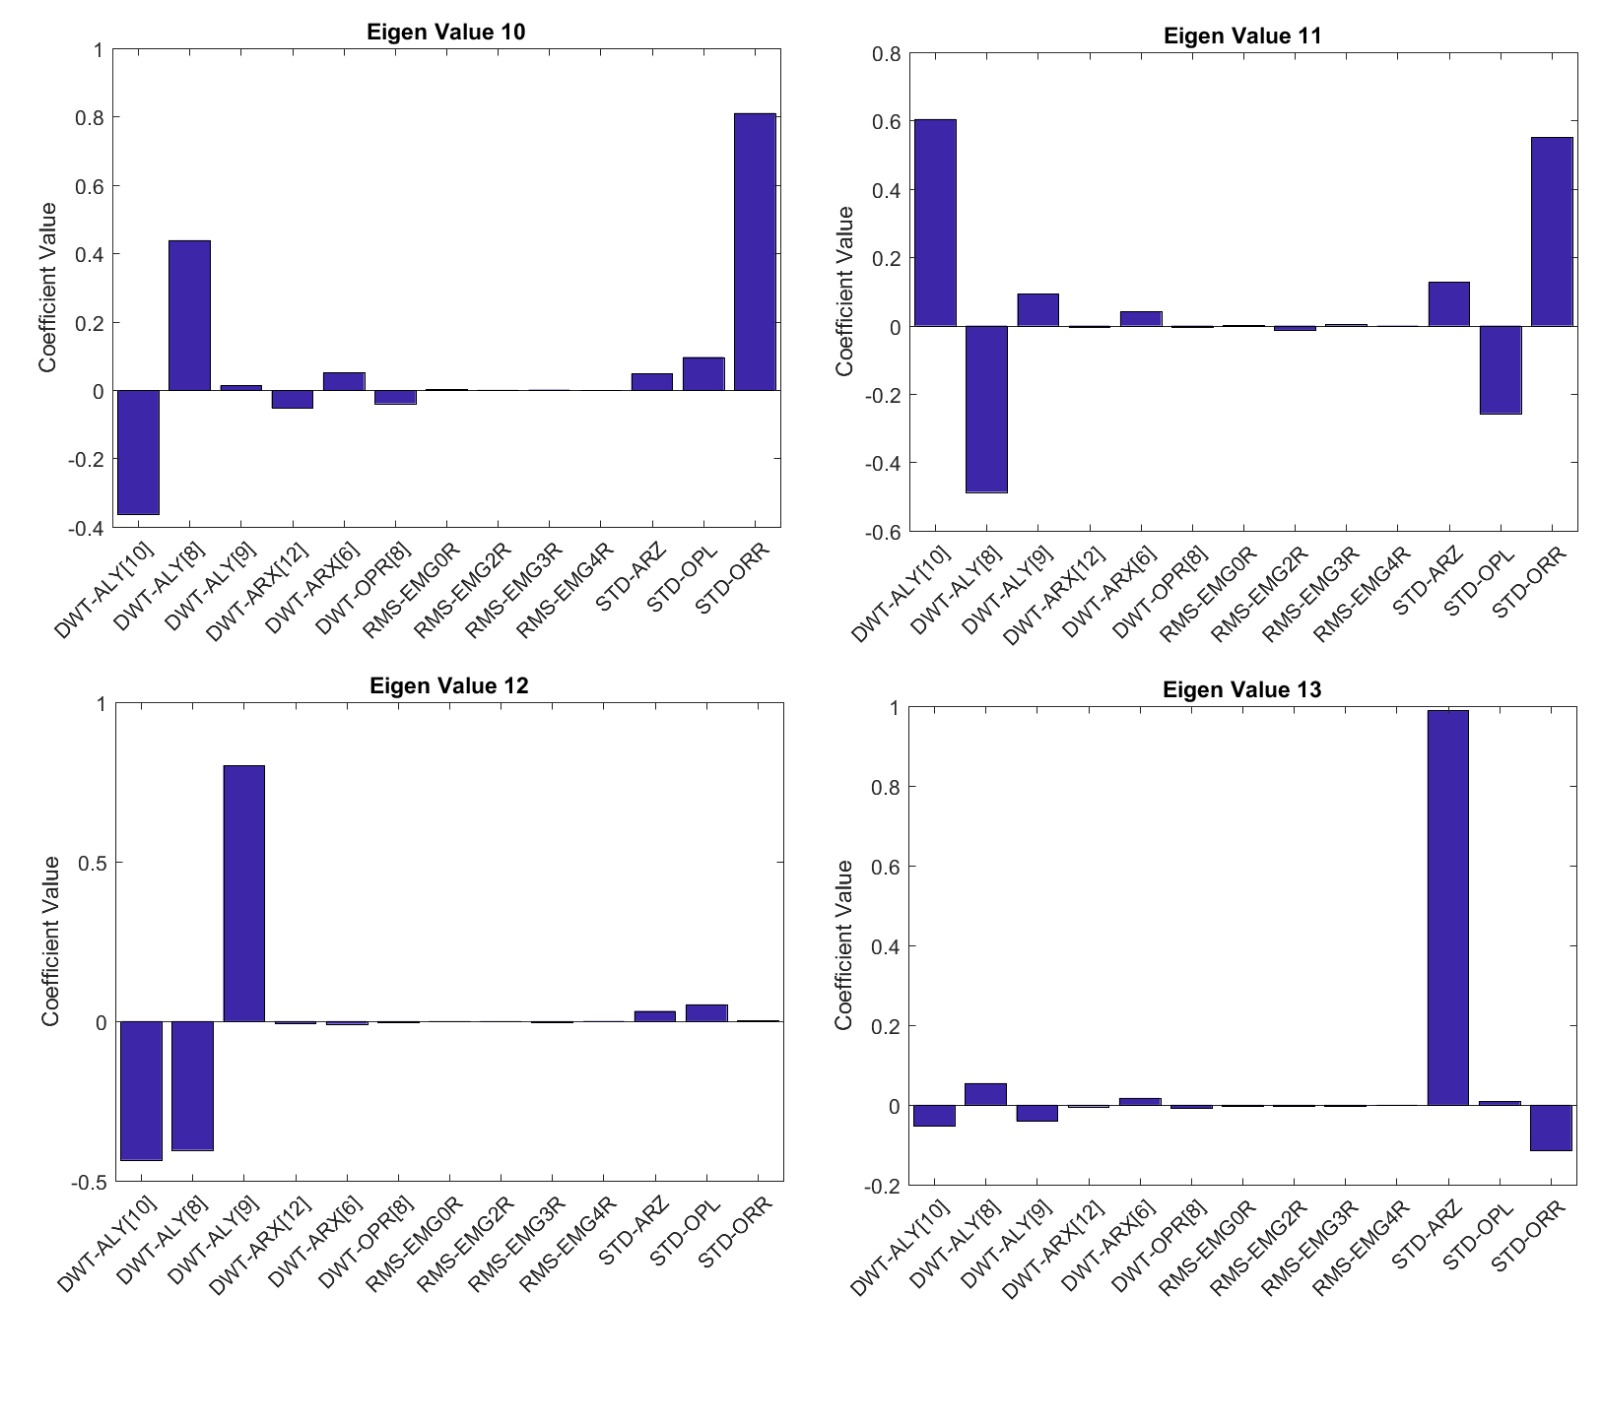 Eigen Value 10
1
0.8
0.6
0.4
0.2
0
-0.2
-0.4
Coefficient Value
DWT-ALY[10]
DWT-ALY[8]
DWT-ALY[9]
DWT-ARX[12]
DWT-ARX[6]
DWT-OPR[8]
RMS-EMG0R
RMS-EMG2R
RMS-EMG3R
RMS-EMG4R
STD-ARZ
STD-OPL
STD-ORR
Eigen Value 11
0.8
0.6
0.4
0.2
0
-0.2
-0.4
-0.6
Coefficient Value
DWT-ALY[10]
DWT-ALY[8]
DWT-ALY[9]
DWT-ARX[12]
DWT-ARX[6]
DWT-OPR[8]
RMS-EMG0R
RMS-EMG2R
RMS-EMG3R
RMS-EMG4R
STD-ARZ
STD-OPL
STD-ORR
Eigen Value 12
1
0.5
0
-0.5
Coefficient Value
DWT-ALY[10]
DWT-ALY[8]
DWT-ALY[9]
DWT-ARX[12]
DWT-ARX[6]
DWT-OPR[8]
RMS-EMG0R
RMS-EMG2R
RMS-EMG3R
RMS-EMG4R
STD-ARZ
STD-OPL
STD-ORR
Eigen Value 13
1
0.8
0.6
0.4
0.2
0
-0.2
Coefficient Value
DWT-ALY[10]
DWT-ALY[8]
DWT-ALY[9]
DWT-ARX[12]
DWT-ARX[6]
DWT-OPR[8]
RMS-EMG0R
RMS-EMG2R
RMS-EMG3R
RMS-EMG4R
STD-ARZ
STD-OPL
STD-ORR